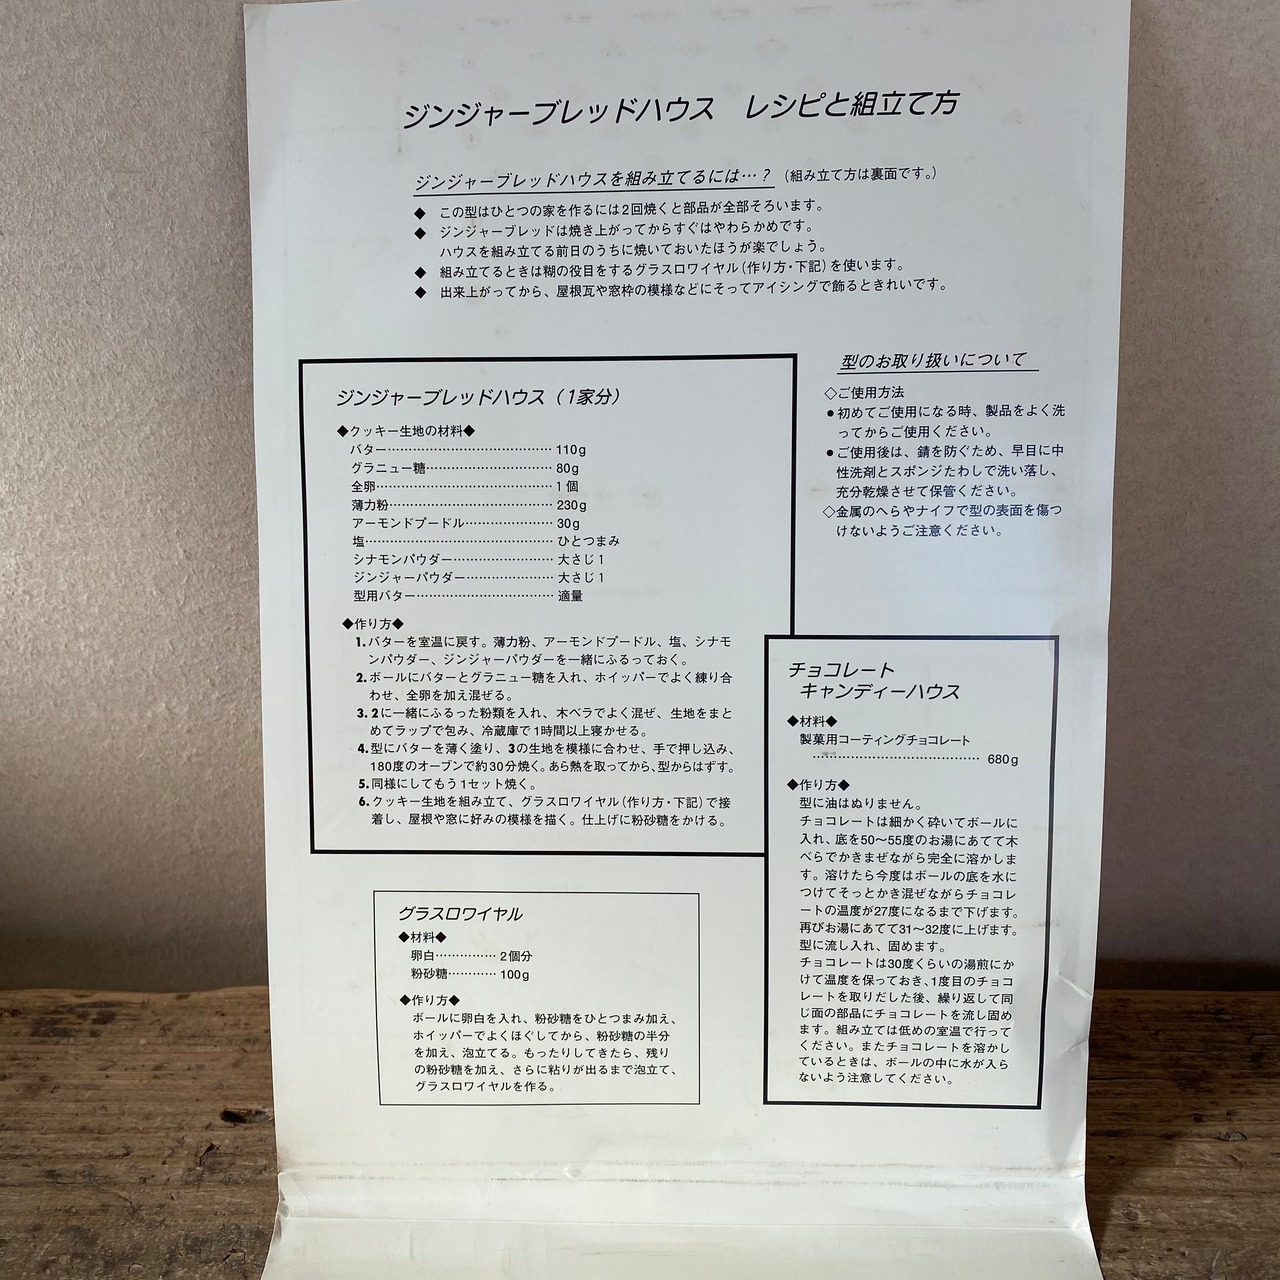 ジンジャーブレッドハウス　レシピと組立て方
ジンジャーブレッドハウスを組み立てるには…？（組み立て方は裏面です。）
◆　この型はひとつの家を作るには2回焼くと部品が全部そろいます。
◆　ジンジャーブレッドは焼き上がってからすぐはやわらかめです。
ハウスを組み立てる前日のうちに焼いておいたほうが楽でしょう。
◆　組み立てるときは糊の役目をするグラスロワイヤル（作り方・下記）を使います。
◆　出来上がってから、屋根瓦や窓枠の模様などにそってアイシングで飾るときれいです。
ジンジャーブレッドハウス（1家分）
◆クッキー生地の材料◆
バター……………………………… 110g
グラニュー糖…………………… 80g
全卵……………………………… 1個
薄力粉…………………………… 230g
アーモンドプードル…………… 30g
塩………………………………… ひとつまみ
シナモンパウダー……………… 大さじ1
ジンジャーパウダー…………… 大さじ1
型用バター……………………… 適量
◆作り方◆
1.バターを室温に戻す。薄力粉、アーモンドプードル、塩、シナモ
ンパウダー、ジンジャーパウダーを一緒にふるっておく。
2.ボールにバターとグラニュー糖を入れ、ホイッパーでよく練り合
わせ、全卵を加え混ぜる。
3.2に一緒にふるった粉類を入れ、木ベラでよく混ぜ、生地をまと
めてラップで包み、冷蔵庫で1時間以上寝かせる。
4.型にバターを薄く塗り、3の生地を模様に合わせ、手で押し込み、
180度のオーブンで約30分焼く。あら熱を取ってから、型からはずす。
5.同様にしてもう1セット焼く。
6.クッキー生地を組み立て、グラスロワイヤル（作り方・下記）で接
着し、屋根や窓に好みの模様を描く。仕上げに粉砂糖をかける。
型のお取り扱いについて
◇ご使用方法
●初めてご使用になる時、製品をよく洗
ってからご使用ください。
●ご使用後は、錆を防ぐため、早目に中
性洗剤とスポンジたわしで洗い落し、
充分乾燥させて保管ください。
◇金属のへらやナイフで型の表面を傷つ
けないようご注意ください。
チョコレート
キャンディーハウス
◆材料◆
製菓用コーティングチョコレート
…………………………………… 680g
◆作り方◆
型に油はぬりません。
チョコレートは細かく砕いてボールに
入れ、底を50〜55度のお湯にあてて木
べらでかきまぜながら完全に溶かしま
す。溶けたら今度はボールの底を水に
つけてそっとかき混ぜながらチョコレ
ートの温度が27度になるまで下げます。
再びお湯にあてて31〜32度に上げます。
型に流し入れ、固めます。
チョコレートは30度くらいの湯煎にか
けて温度を保っておき、1度目のチョコ
レートを取りだした後、繰り返して同
じ面の部品にチョコレートを流し固め
ます。組み立ては低めの室温で行って
ください。またチョコレートを溶かし
ているときは、ボールの中に水が入ら
ないよう注意してください。
グラスロワイヤル
◆材料◆
卵白…………… 2個分
粉砂糖………… 100g
◆作り方◆
ボールに卵白を入れ、粉砂糖をひとつまみ加え、
ホイッパーでよくほぐしてから、粉砂糖の半分
を加え、泡立てる。もったりしてきたら、残り
の粉砂糖を加え、さらに粘りが出るまで泡立て、
グラスロワイヤルを作る。